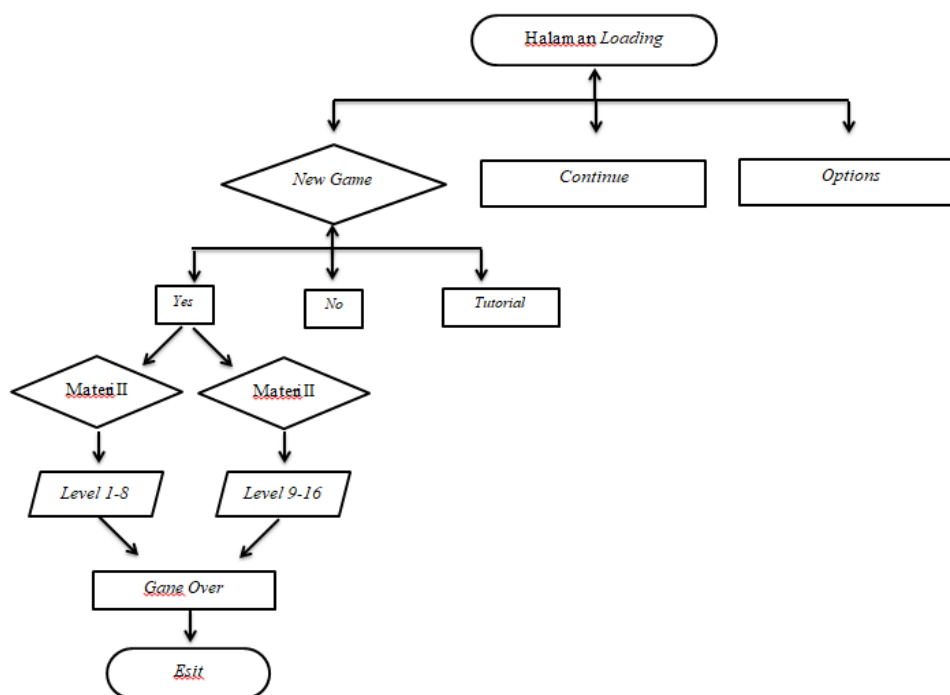 Halaman Loading
New Game
Continue
Options
Yes
No
Tutorial
Materi II
Materi II
Level 1-8
Level 9-16
Gane Over
Esit